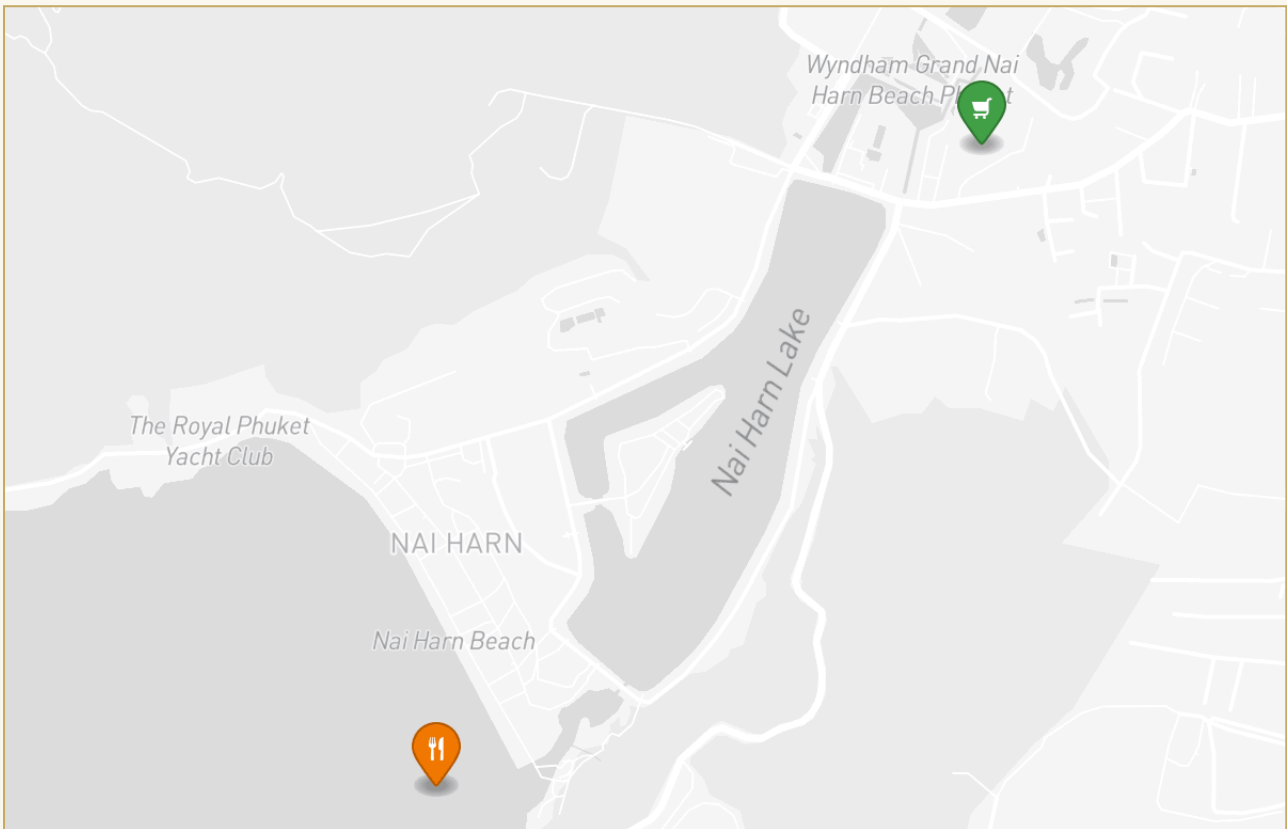 Wyndham Grand Nai
Harn Beach Ph t
Nai Harn Lake
The Royal Phuket
Yacht Club
NAI HARN
Nai Harn Beach